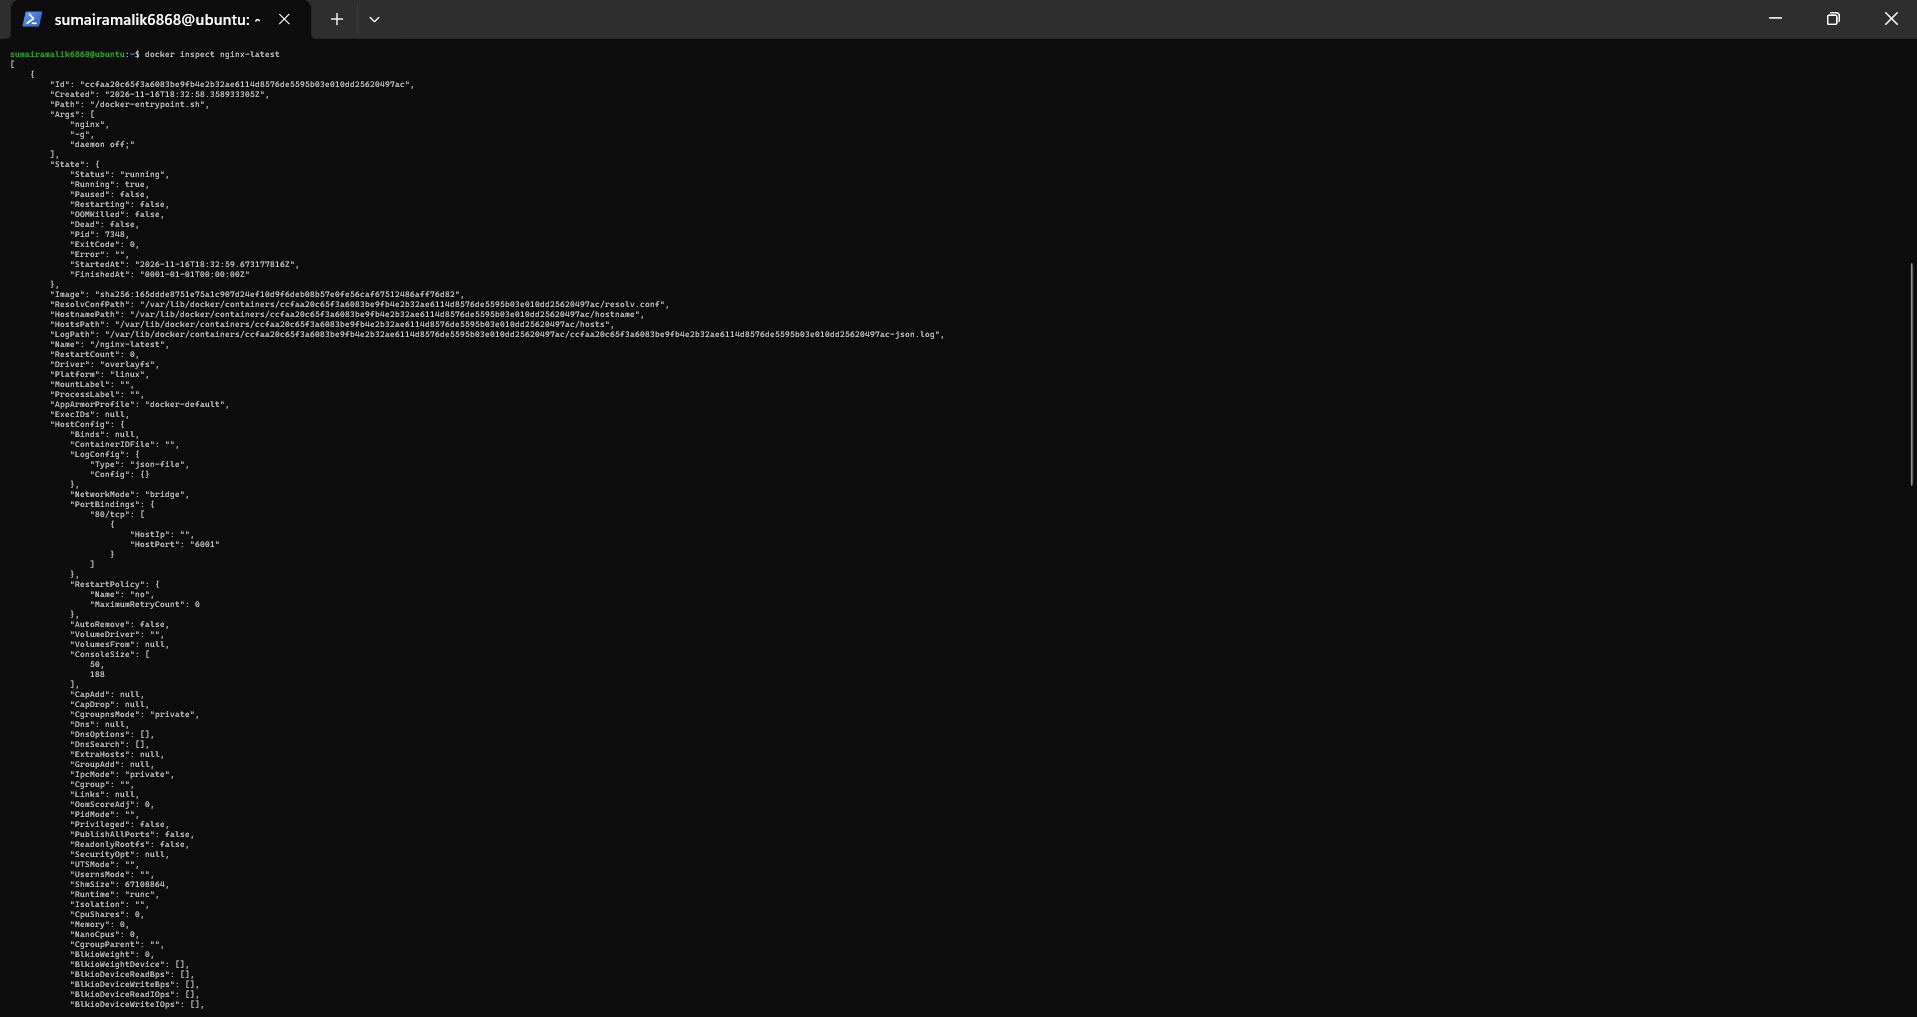 sumairamalik6868@ubuntu: ~
sumairamalik6868@ubuntu:~$ docker inspect nginx-latest
[
    {
        "Id": "ccfaa20c65f3a6083be9fb4e2b32ae6114d8576de5595b03e010dd25620497ac",
        "Created": "2026-11-16T18:32:58.358933305Z",
        "Path": "/docker-entrypoint.sh",
        "Args": [
            "nginx",
            "-g",
            "daemon off;"
        ],
        "State": {
            "Status": "running",
            "Running": true,
            "Paused": false,
            "Restarting": false,
            "OOMKilled": false,
            "Dead": false,
            "Pid": 7348,
            "ExitCode": 0,
            "Error": "",
            "StartedAt": "2026-11-16T18:32:59.673177816Z",
            "FinishedAt": "0001-01-01T00:00:00Z"
        },
        "Image": "sha256:165ddde8751e75a1c907d24ef10d9f6deb08b57e0fe56caf67512486aff76d82",
        "ResolvConfPath": "/var/lib/docker/containers/ccfaa20c65f3a6083be9fb4e2b32ae6114d8576de5595b03e010dd25620497ac/resolv.conf",
        "HostnamePath": "/var/lib/docker/containers/ccfaa20c65f3a6083be9fb4e2b32ae6114d8576de5595b03e010dd25620497ac/hostname",
        "HostsPath": "/var/lib/docker/containers/ccfaa20c65f3a6083be9fb4e2b32ae6114d8576de5595b03e010dd25620497ac/hosts",
        "LogPath": "/var/lib/docker/containers/ccfaa20c65f3a6083be9fb4e2b32ae6114d8576de5595b03e010dd25620497ac/ccfaa20c65f3a6083be9fb4e2b32ae6114d8576de5595b03e010dd25620497ac-json.log",
        "Name": "/nginx-latest",
        "RestartCount": 0,
        "Driver": "overlayfs",
        "Platform": "linux",
        "MountLabel": "",
        "ProcessLabel": "",
        "AppArmorProfile": "docker-default",
        "ExecIDs": null,
        "HostConfig": {
            "Binds": null,
            "ContainerIDFile": "",
            "LogConfig": {
                "Type": "json-file",
                "Config": {}
            },
            "NetworkMode": "bridge",
            "PortBindings": {
                "80/tcp": [
                    {
                        "HostIp": "",
                        "HostPort": "6001"
                    }
                ]
            },
            "RestartPolicy": {
                "Name": "no",
                "MaximumRetryCount": 0
            },
            "AutoRemove": false,
            "VolumeDriver": "",
            "VolumesFrom": null,
            "ConsoleSize": [
                50,
                188
            ],
            "CapAdd": null,
            "CapDrop": null,
            "CgroupnsMode": "private",
            "Dns": null,
            "DnsOptions": [],
            "DnsSearch": [],
            "ExtraHosts": null,
            "GroupAdd": null,
            "IpcMode": "private",
            "Cgroup": "",
            "Links": null,
            "OomScoreAdj": 0,
            "PidMode": "",
            "Privileged": false,
            "PublishAllPorts": false,
            "ReadonlyRootfs": false,
            "SecurityOpt": null,
            "UTSMode": "",
            "UsernsMode": "",
            "ShmSize": 67108864,
            "Runtime": "runc",
            "Isolation": "",
            "CpuShares": 0,
            "Memory": 0,
            "NanoCpus": 0,
            "CgroupParent": "",
            "BlkioWeight": 0,
            "BlkioWeightDevice": [],
            "BlkioDeviceReadBps": [],
            "BlkioDeviceWriteBps": [],
            "BlkioDeviceReadIOps": [],
            "BlkioDeviceWriteIOps": [],